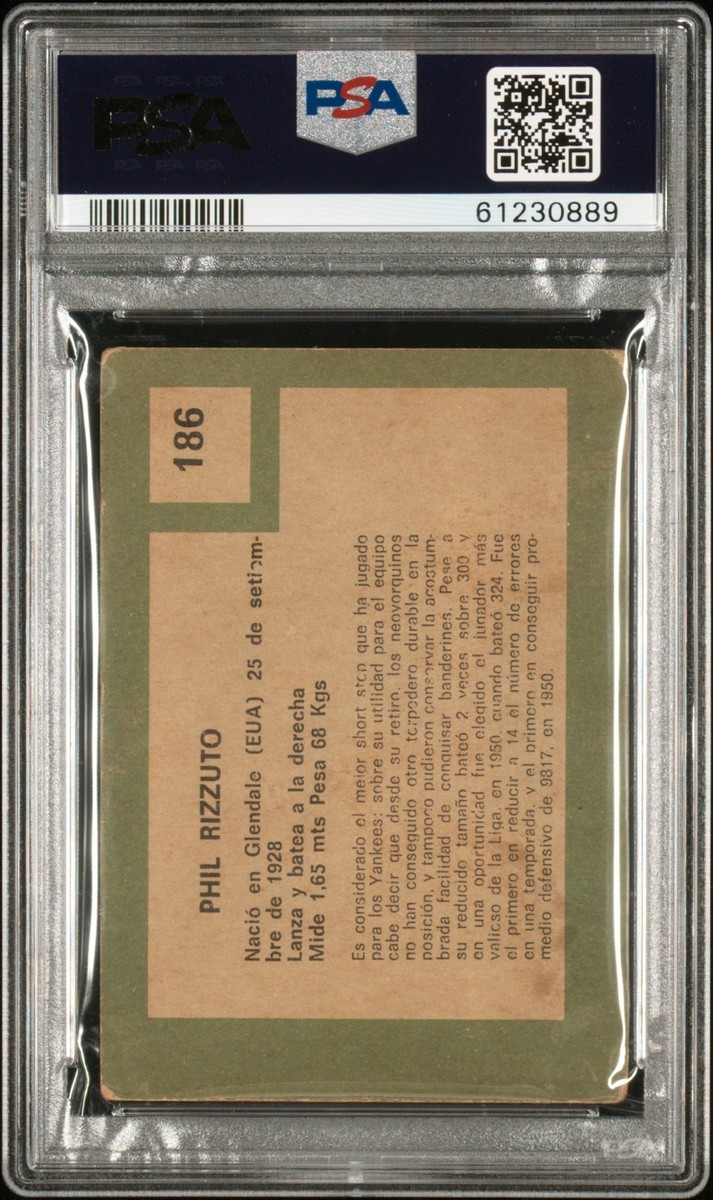 PSA
PSA
61230889
186
PHIL RIZZUTO
Nació en Glendale (EUA) 25 de setiem-
bre de 1928
Lanza y batea a la derecha
Mide 1,65 mts Pesa 68 Kgs
Es considerado el mejor short stop que ha jugado
para los Yankees; sobre su utilidad para el equipo
cabe decir que desde su retiro, los neoyorquinos
no han conseguido otro torpedero durable en la
posición, y tampoco pudieron conservar la acostum-
brada facilidad de conquisar banderines. Pese a
su reducido tamaño bateó 2 veces sobre 300 y
en una oportunidad fue elegido el jugador más
valicso de la Liga, en 1950, cuando bateó 324. Fue
el primero en reducir a 14 el número de errores
en una temporada, y el primero en conseguir pro-
medio defensivo de 9817, en 1950.